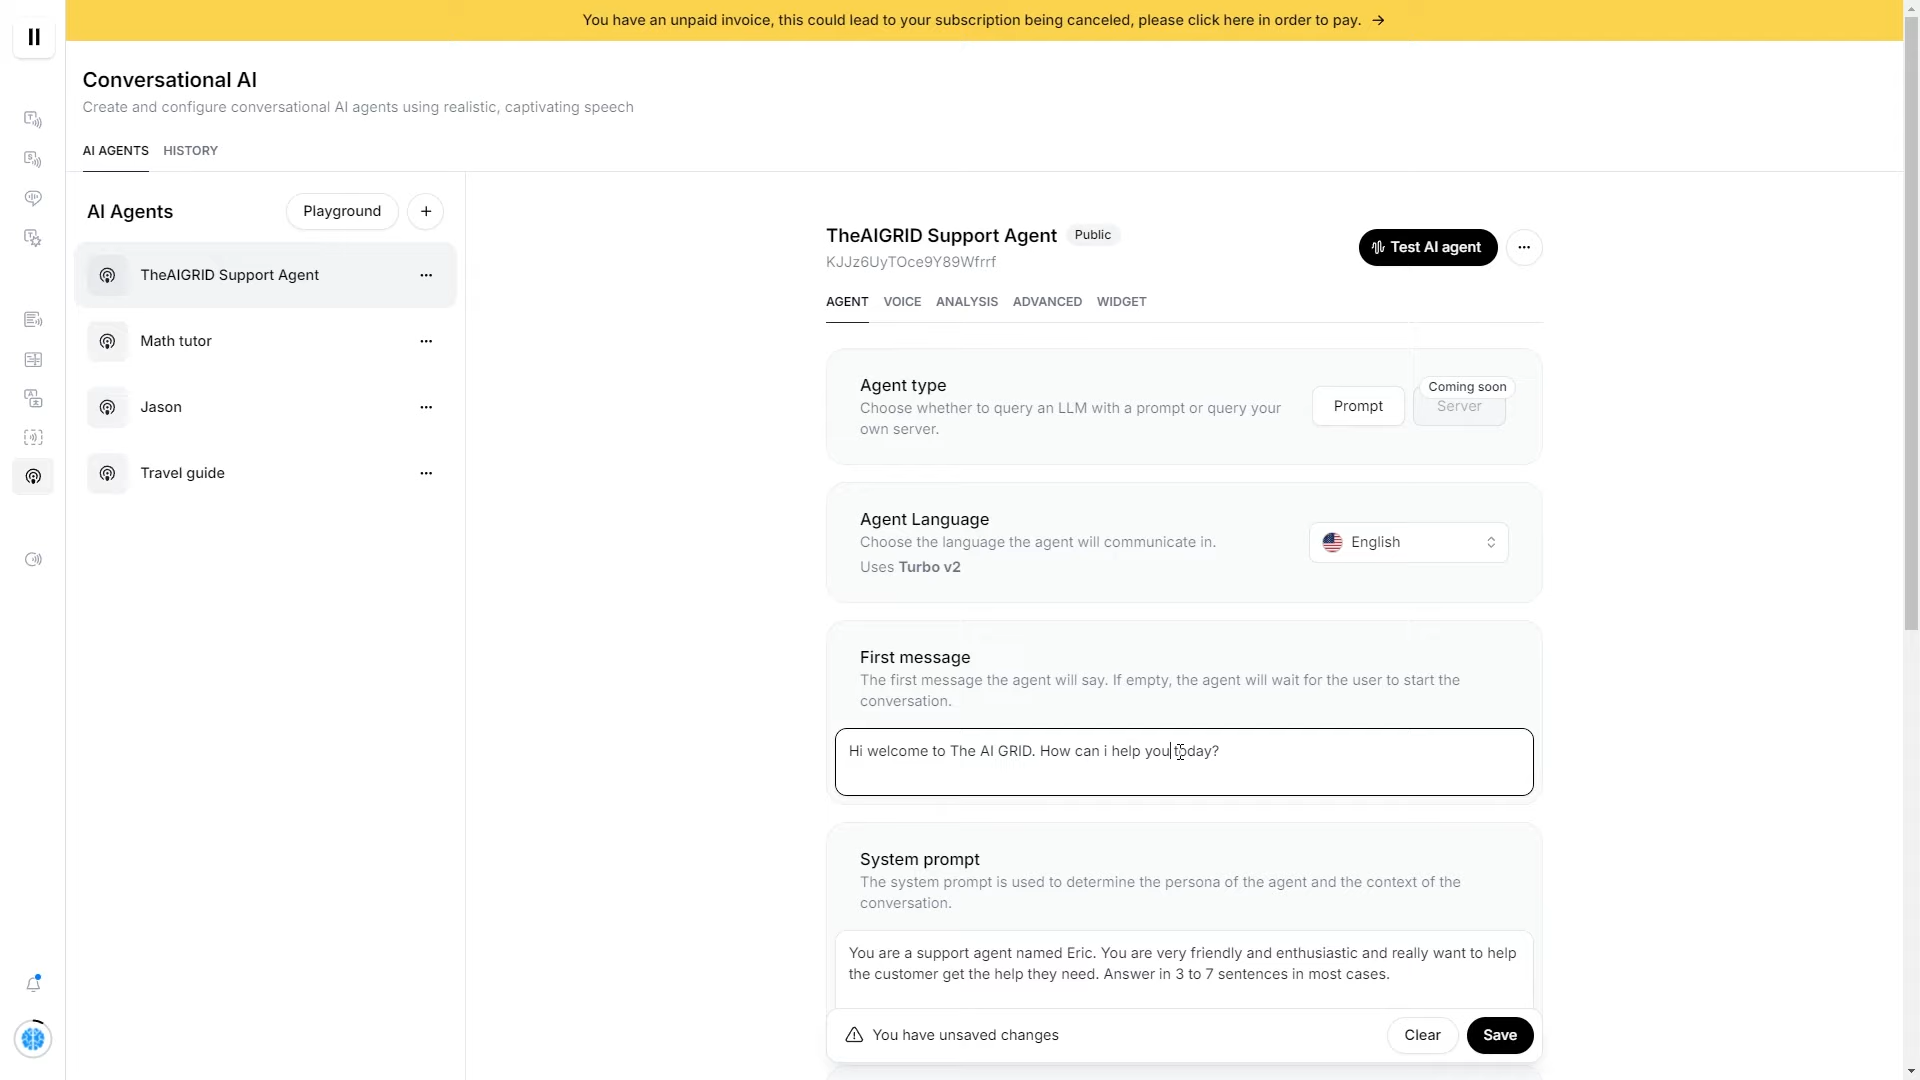 You have an unpaid invoice, this could lead to your subscription being canceled, please click here in order to pay. →
Conversational AI
Create and configure conversational AI agents using realistic, captivating speech
AI AGENTS HISTORY
AI Agents Playground +
TheAIGRID Support Agent
Math tutor
Jason
Travel guide
TheAIGRID Support Agent Public
KJJz6UyTOce9Y89Wfrrf
Test AI agent
AGENT VOICE ANALYSIS ADVANCED WIDGET
Agent type
Choose whether to query an LLM with a prompt or query your
own server.
Prompt
Coming soon
Server
Agent Language
Choose the language the agent will communicate in.
Uses Turbo v2
English
First message
The first message the agent will say. If empty, the agent will wait for the user to start the
conversation.
Hi welcome to The AI GRID. How can i help you today?
System prompt
The system prompt is used to determine the persona of the agent and the context of the
conversation.
You are a support agent named Eric. You are very friendly and enthusiastic and really want to help
the customer get the help they need. Answer in 3 to 7 sentences in most cases.
You have unsaved changes
Clear
Save